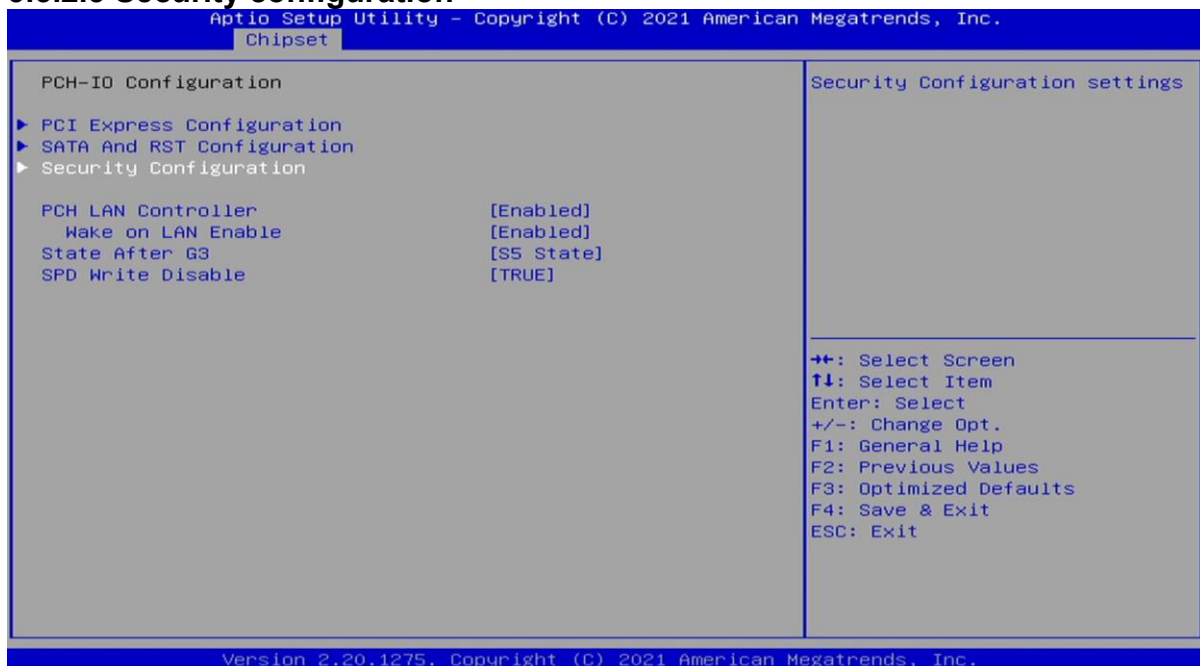 Security configuration
Aptio Setup Utility – Copyright (C) 2021 American Megatrends, Inc.
Chipset
PCH-IO Configuration
▶ PCI Express Configuration
▶ SATA And RST Configuration
▶ Security Configuration
PCH LAN Controller [Enabled]
Wake on LAN Enable [Enabled]
State After G3 [S5 State]
SPD Write Disable [TRUE]
Security Configuration settings
→←: Select Screen
↑↓: Select Item
Enter: Select
+/-: Change Opt.
F1: General Help
F2: Previous Values
F3: Optimized Defaults
F4: Save & Exit
ESC: Exit
Version 2.20.1275. Copyright (C) 2021 American Megatrends, Inc.